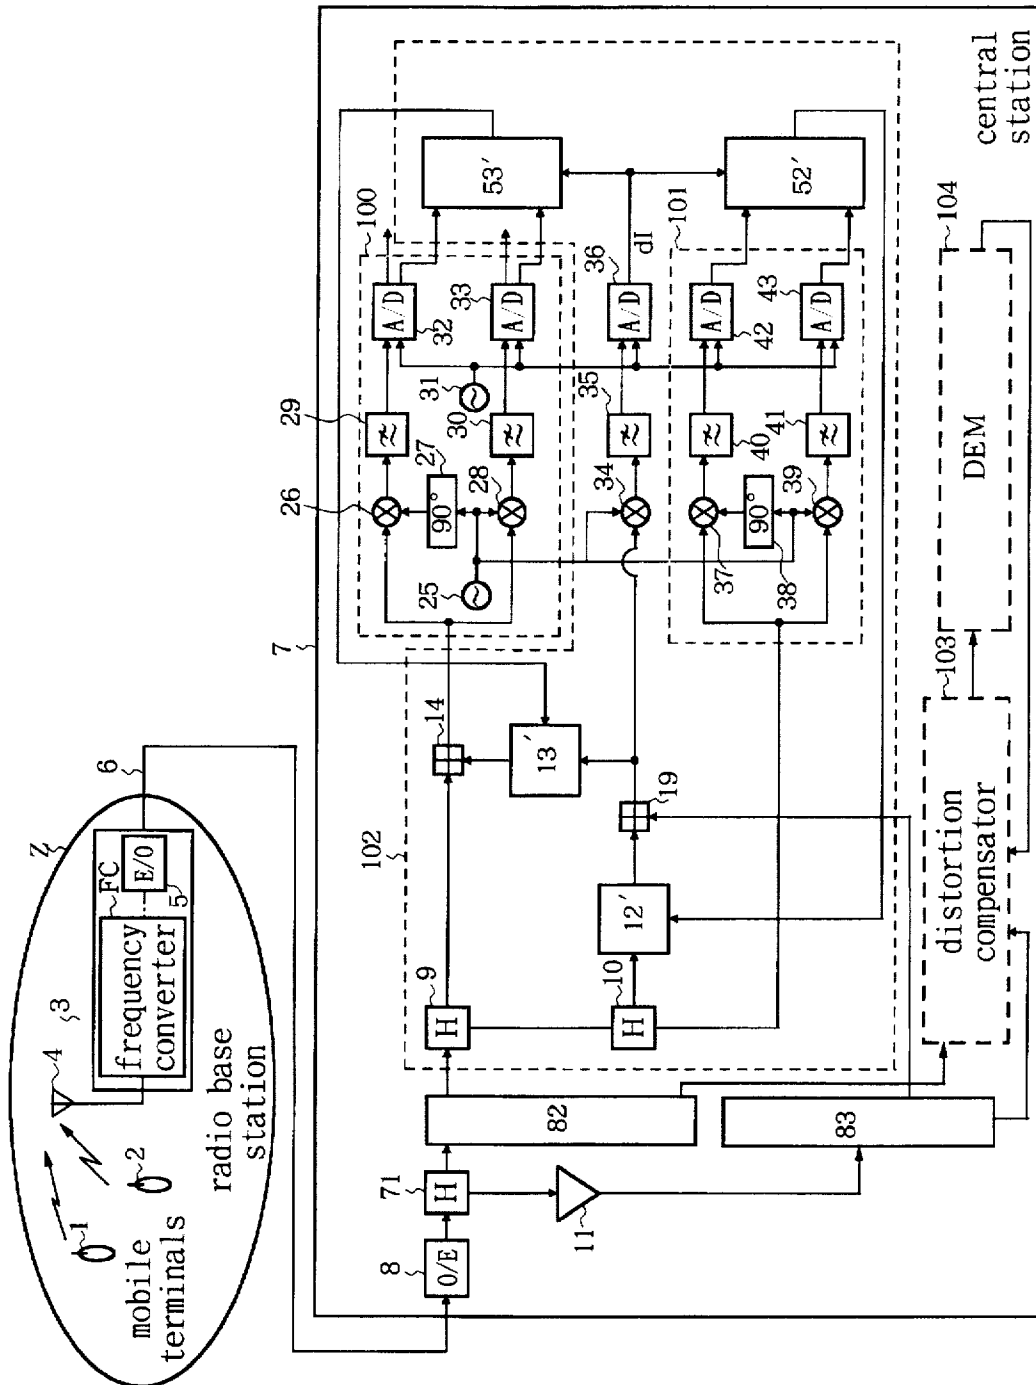 Z
3
4
frequency
converter
FC
E/O
5
6
1
2
mobile
terminals
radio base
station
7
8
O/E
71
H
11
82
83
102
9
H
10
H
12′
19
13′
14
100
25
26
27
90°
28
29
30
31
A/D
32
A/D
33
34
35
A/D
36
dI
53′
52′
101
37
90°
38
39
40
41
A/D
42
A/D
43
103
distortion
compensator
104
DEM
central
station